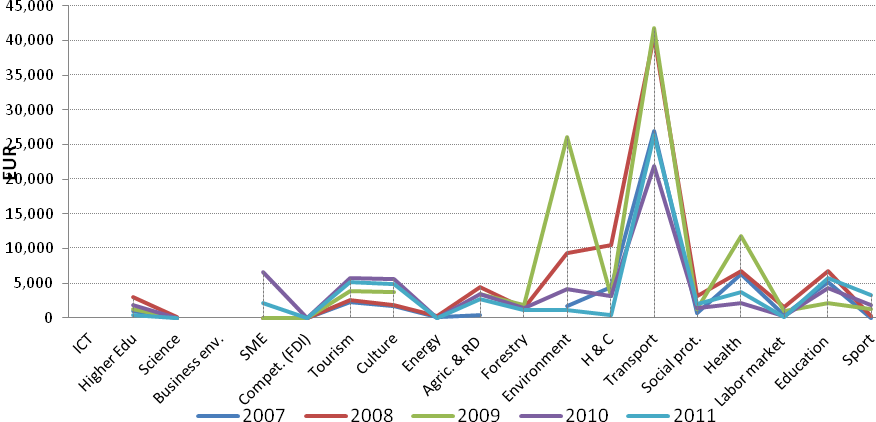 45,000
40,000
35,000
30,000
25,000
20,000
15,000
10,000
5,000
0
EUR
ICT
Higher Edu
Science
Business env.
SME
Compet. (FDI)
Tourism
Culture
Energy
Agric. & RD
Forestry
Environment
H & C
Transport
Social prot.
Health
Labor market
Education
Sport
2007 2008 2009 2010 2011